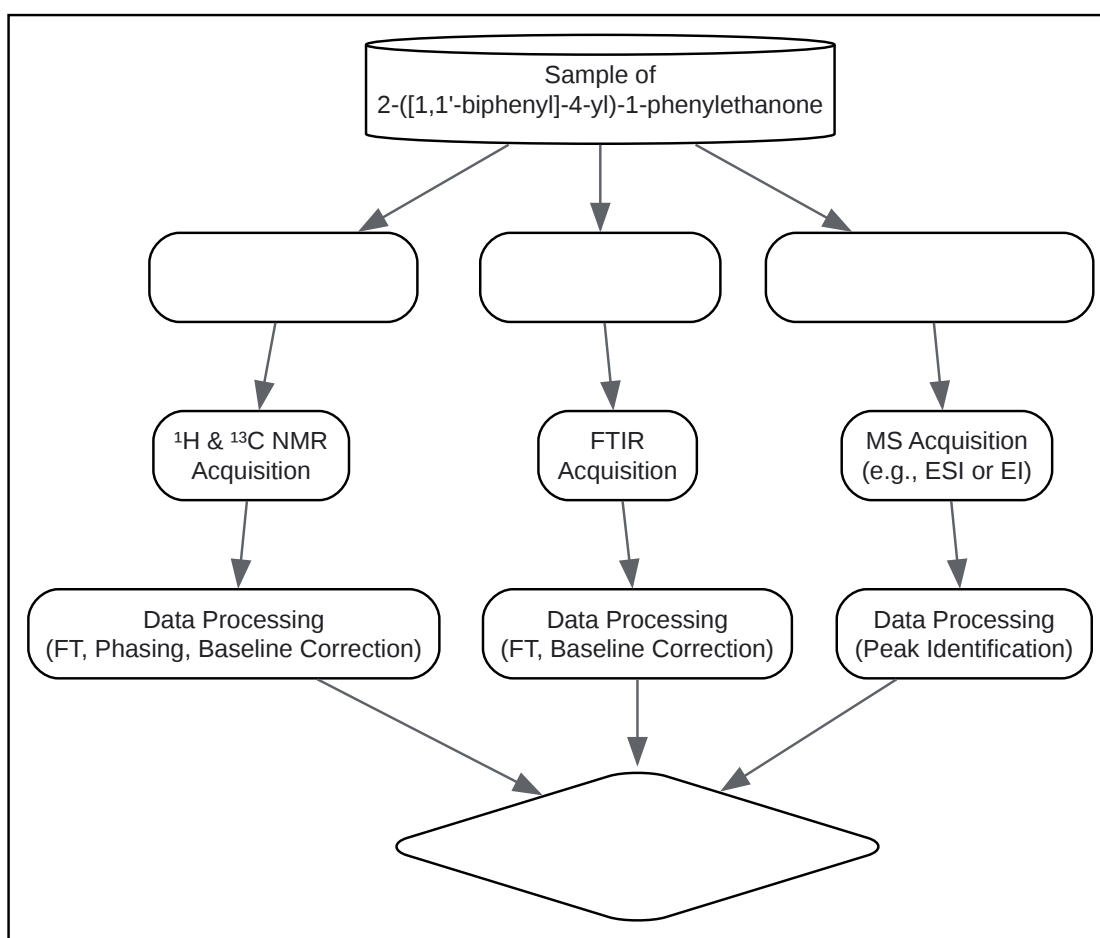 Sample of
2-([1,1'-biphenyl]-4-yl)-1-phenylethanone
¹H & ¹³C NMR
Acquisition
FTIR
Acquisition
MS Acquisition
(e.g., ESI or EI)
Data Processing
(FT, Phasing, Baseline Correction)
Data Processing
(FT, Baseline Correction)
Data Processing
(Peak Identification)